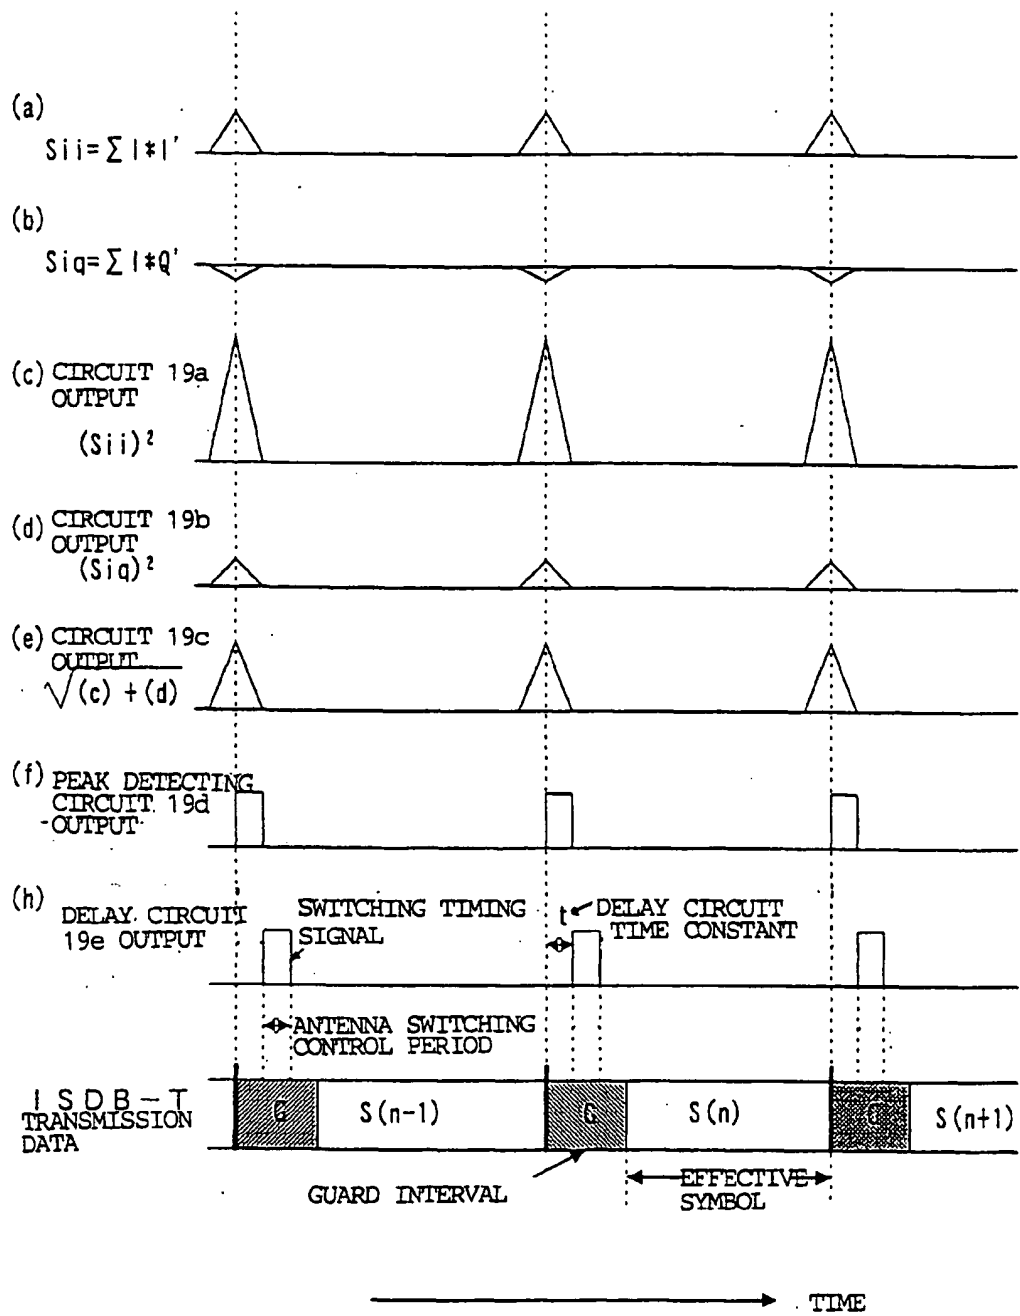 (a)
Sii=∑I*I'
(b)
Siq=∑I*Q'
(c) CIRCUIT 19a
OUTPUT
(Sii)²
(d) CIRCUIT 19b
OUTPUT
(Siq)²
(e) CIRCUIT 19c
OUTPUT
√(c)+(d)
(f) PEAK DETECTING
CIRCUIT 19d
OUTPUT
(h)
DELAY CIRCUIT
19e OUTPUT
SWITCHING TIMING
SIGNAL
t
DELAY CIRCUIT
TIME CONSTANT
ANTENNA SWITCHING
CONTROL PERIOD
ISDB-T
TRANSMISSION
DATA
G
S(n-1)
G
S(n)
G
S(n+1)
GUARD INTERVAL
EFFECTIVE
SYMBOL
TIME